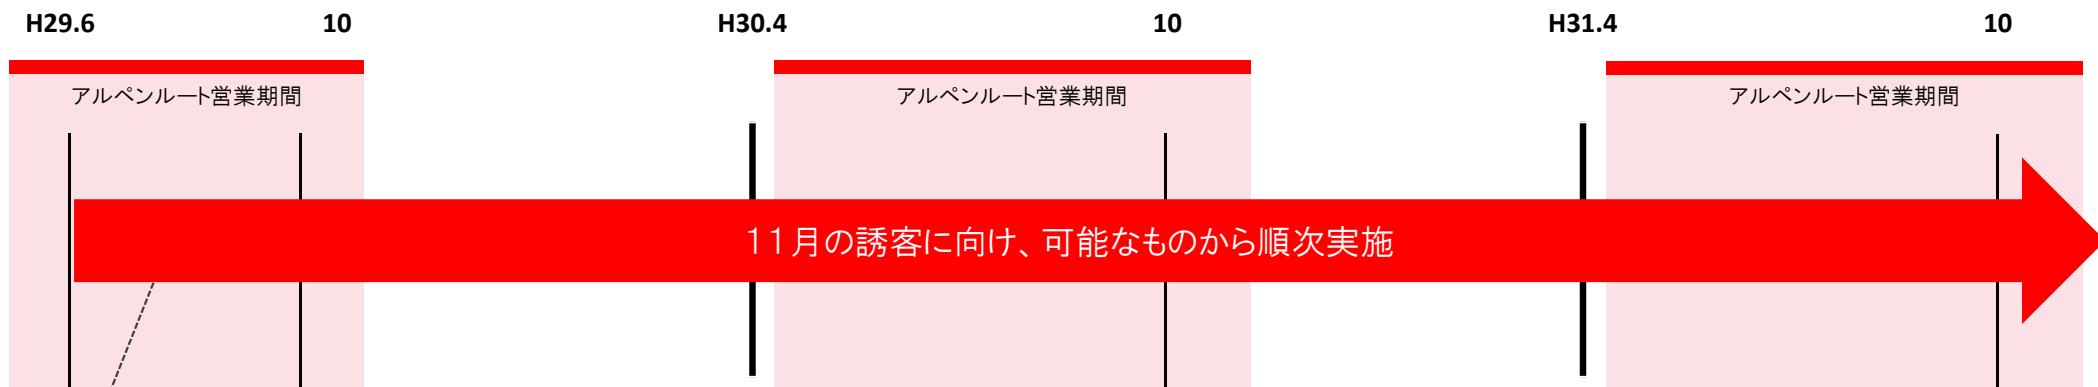 H29.6 10 H30.4 10 H31.4 10
アルペンルート営業期間 アルペンルート営業期間 アルペンルート営業期間
11月の誘客に向け、可能なものから順次実施